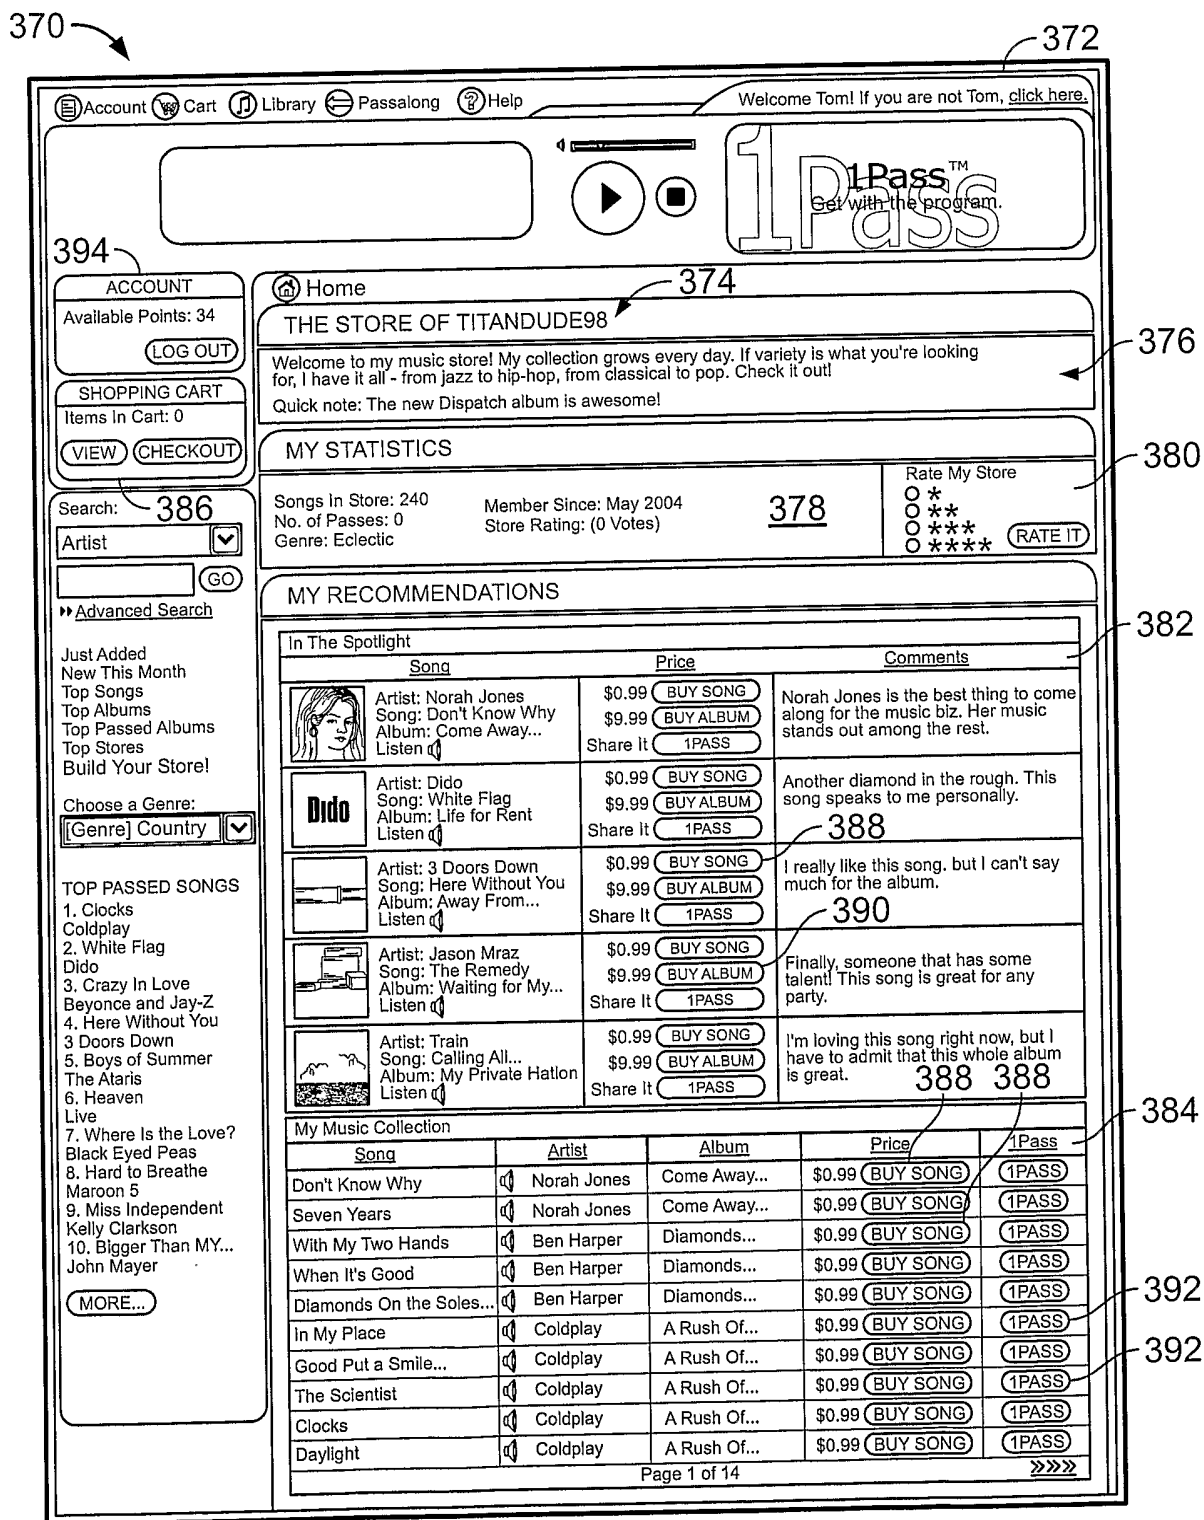 370
372
Account Cart Library Passalong ? Help
Welcome Tom! If you are not Tom, click here.
1Pass
1Pass™
Get with the program.
394
ACCOUNT
Available Points: 34
LOG OUT
SHOPPING CART
Items In Cart: 0
VIEW CHECKOUT
386
Search:
Artist
GO
Advanced Search
Just Added
New This Month
Top Songs
Top Albums
Top Passed Albums
Top Stores
Build Your Store!
Choose a Genre:
[Genre] Country
TOP PASSED SONGS
1. Clocks
Coldplay
2. White Flag
Dido
3. Crazy In Love
Beyonce and Jay-Z
4. Here Without You
3 Doors Down
5. Boys of Summer
The Ataris
6. Heaven
Live
7. Where Is the Love?
Black Eyed Peas
8. Hard to Breathe
Maroon 5
9. Miss Independent
Kelly Clarkson
10. Bigger Than MY...
John Mayer
MORE...
Home
374
THE STORE OF TITANDUDE98
376
Welcome to my music store! My collection grows every day. If variety is what you're looking
for, I have it all - from jazz to hip-hop, from classical to pop. Check it out!
Quick note: The new Dispatch album is awesome!
MY STATISTICS
380
Songs In Store: 240
No. of Passes: 0
Genre: Eclectic
Member Since: May 2004
Store Rating: (0 Votes)
378
Rate My Store
*
**
***
****
RATE IT
MY RECOMMENDATIONS
382
In The Spotlight
Song Price Comments
Artist: Norah Jones
Song: Don't Know Why
Album: Come Away...
Listen
$0.99 BUY SONG
$9.99 BUY ALBUM
Share It 1PASS
Norah Jones is the best thing to come
along for the music biz. Her music
stands out among the rest.
Dido
Artist: Dido
Song: White Flag
Album: Life for Rent
Listen
$0.99 BUY SONG
$9.99 BUY ALBUM
Share It 1PASS
Another diamond in the rough. This
song speaks to me personally.
388
Artist: 3 Doors Down
Song: Here Without You
Album: Away From...
Listen
$0.99 BUY SONG
$9.99 BUY ALBUM
Share It 1PASS
I really like this song. but I can't say
much for the album.
390
Artist: Jason Mraz
Song: The Remedy
Album: Waiting for My...
Listen
$0.99 BUY SONG
$9.99 BUY ALBUM
Share It 1PASS
Finally, someone that has some
talent! This song is great for any
party.
Artist: Train
Song: Calling All...
Album: My Private Hatlon
Listen
$0.99 BUY SONG
$9.99 BUY ALBUM
Share It 1PASS
I'm loving this song right now, but I
have to admit that this whole album
is great.
388 388
384
My Music Collection
Song Artist Album Price 1Pass
Don't Know Why Norah Jones Come Away... $0.99 BUY SONG 1PASS
Seven Years Norah Jones Come Away... $0.99 BUY SONG 1PASS
With My Two Hands Ben Harper Diamonds... $0.99 BUY SONG 1PASS
When It's Good Ben Harper Diamonds... $0.99 BUY SONG 1PASS
Diamonds On the Soles... Ben Harper Diamonds... $0.99 BUY SONG 1PASS
In My Place Coldplay A Rush Of... $0.99 BUY SONG 1PASS
392
Good Put a Smile... Coldplay A Rush Of... $0.99 BUY SONG 1PASS
The Scientist Coldplay A Rush Of... $0.99 BUY SONG 1PASS
392
Clocks Coldplay A Rush Of... $0.99 BUY SONG 1PASS
Daylight Coldplay A Rush Of... $0.99 BUY SONG 1PASS
Page 1 of 14 >>>